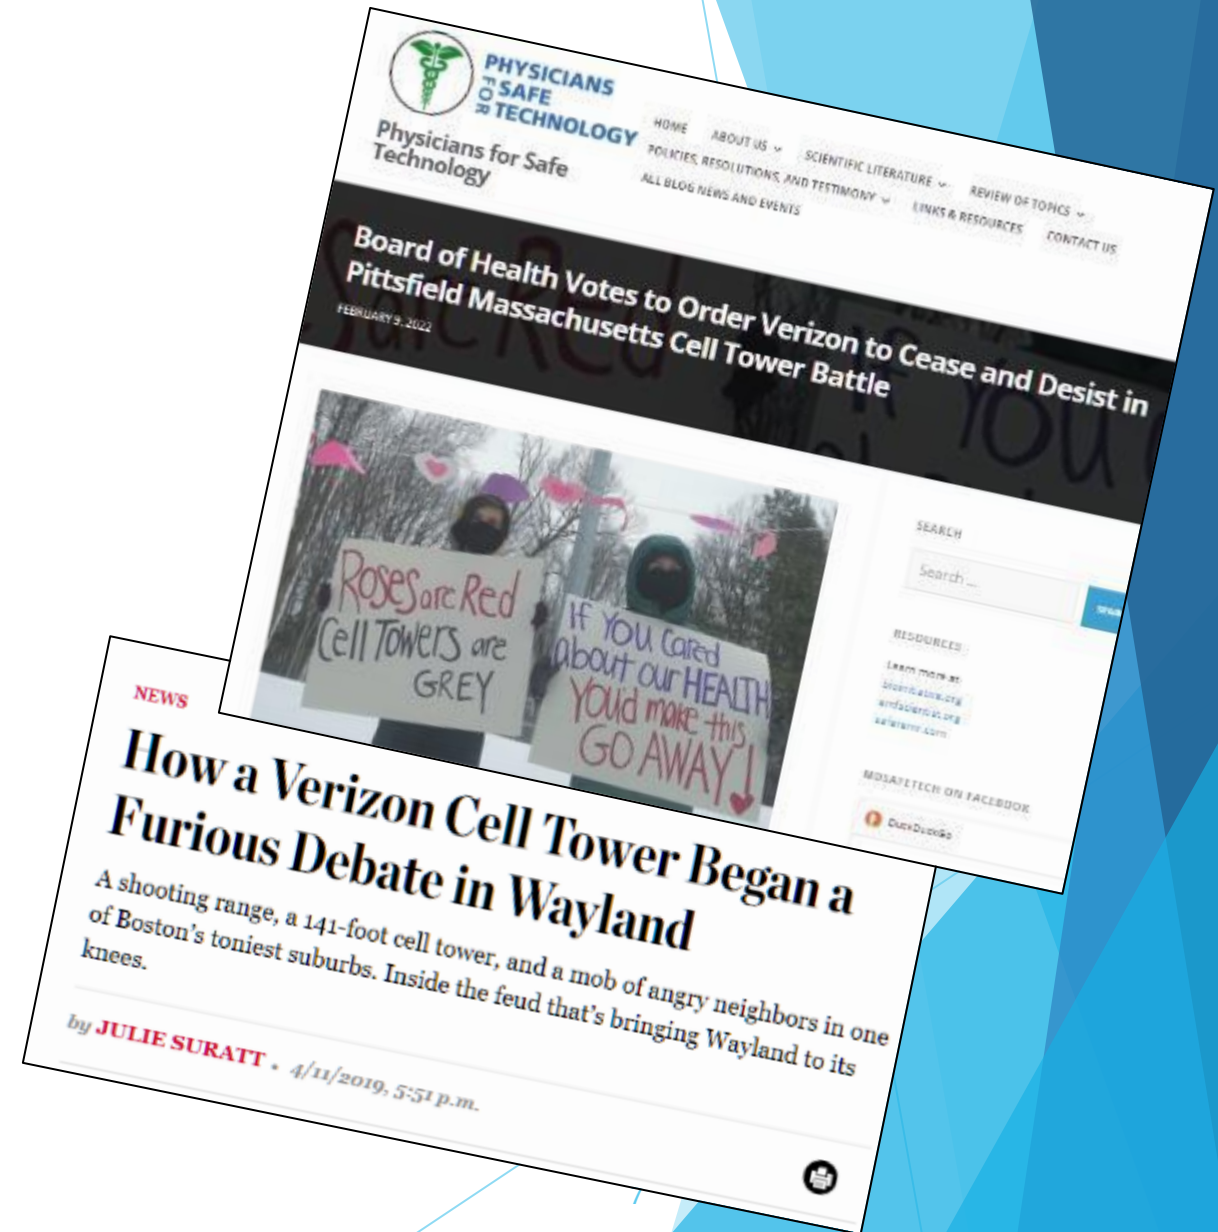 PHYSICIANS
FOR SAFE
TECHNOLOGY
Physicians for Safe
Technology
HOME ABOUT US SCIENTIFIC LITERATURE REVIEW OF TOPICS
POLICIES, RESOLUTIONS, AND TESTIMONY LINKS & RESOURCES CONTACT US
ALL BLOG NEWS AND EVENTS
Board of Health Votes to Order Verizon to Cease and Desist in
Pittsfield Massachusetts Cell Tower Battle
FEBRUARY 9, 2022
ROSES are Red
Cell Towers are
GREY
If You Cared
about our HEALTH
You'd make this
GO AWAY!
SEARCH
Search ...
RESOURCES
Learn more at:
MDSAFETECH ON FACEBOOK
DuckDuckGo
NEWS
How a Verizon Cell Tower Began a
Furious Debate in Wayland
A shooting range, a 141-foot cell tower, and a mob of angry neighbors in one
of Boston's toniest suburbs. Inside the feud that's bringing Wayland to its
knees.
by JULIE SURATT • 4/11/2019, 5:51 p.m.